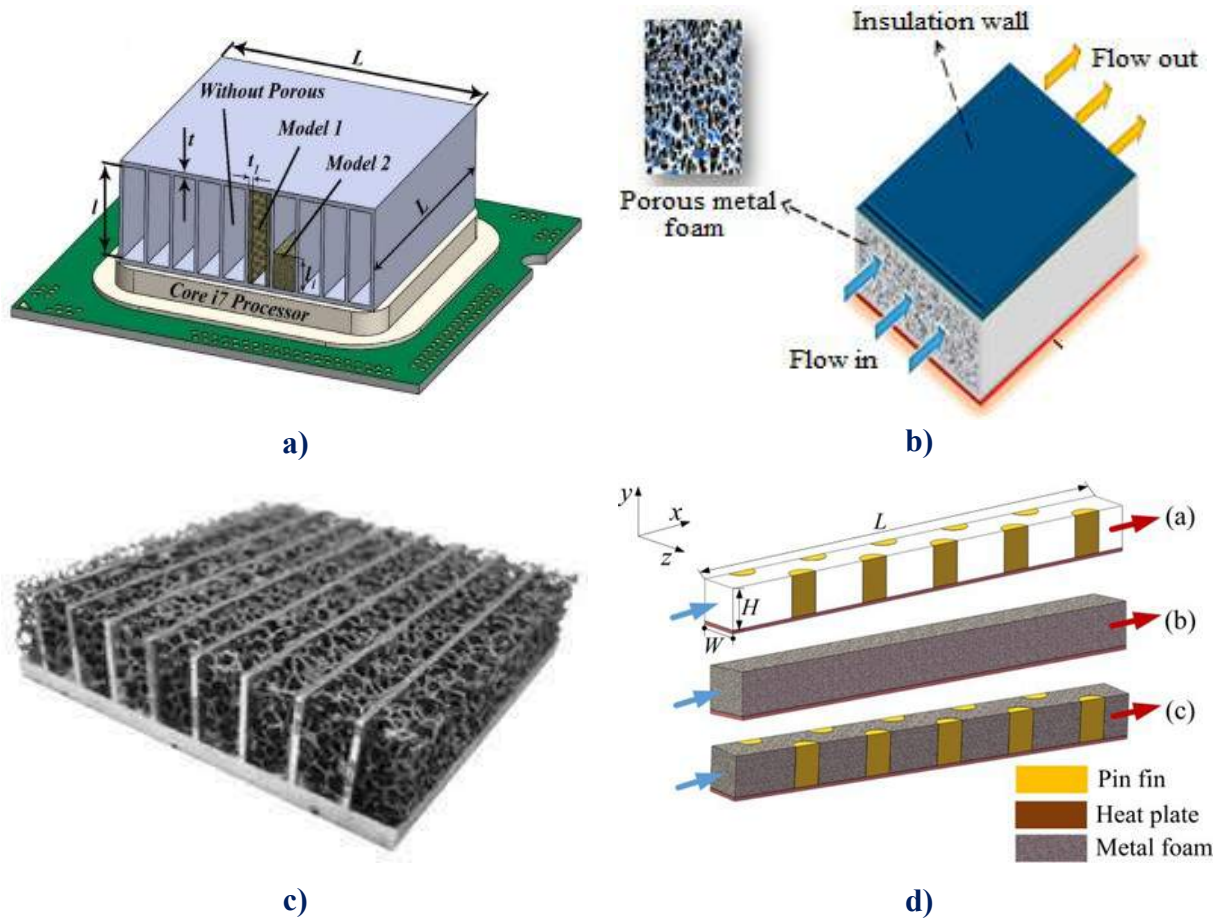 L
Without Porous
Model 1
Model 2
t
t1
l
l1
L
Core i7 Processor
a)
Insulation wall
Flow out
Porous metal
foam
Flow in
b)
c)
y
x
z
L
H
W
(a)
(b)
(c)
Pin fin
Heat plate
Metal foam
d)